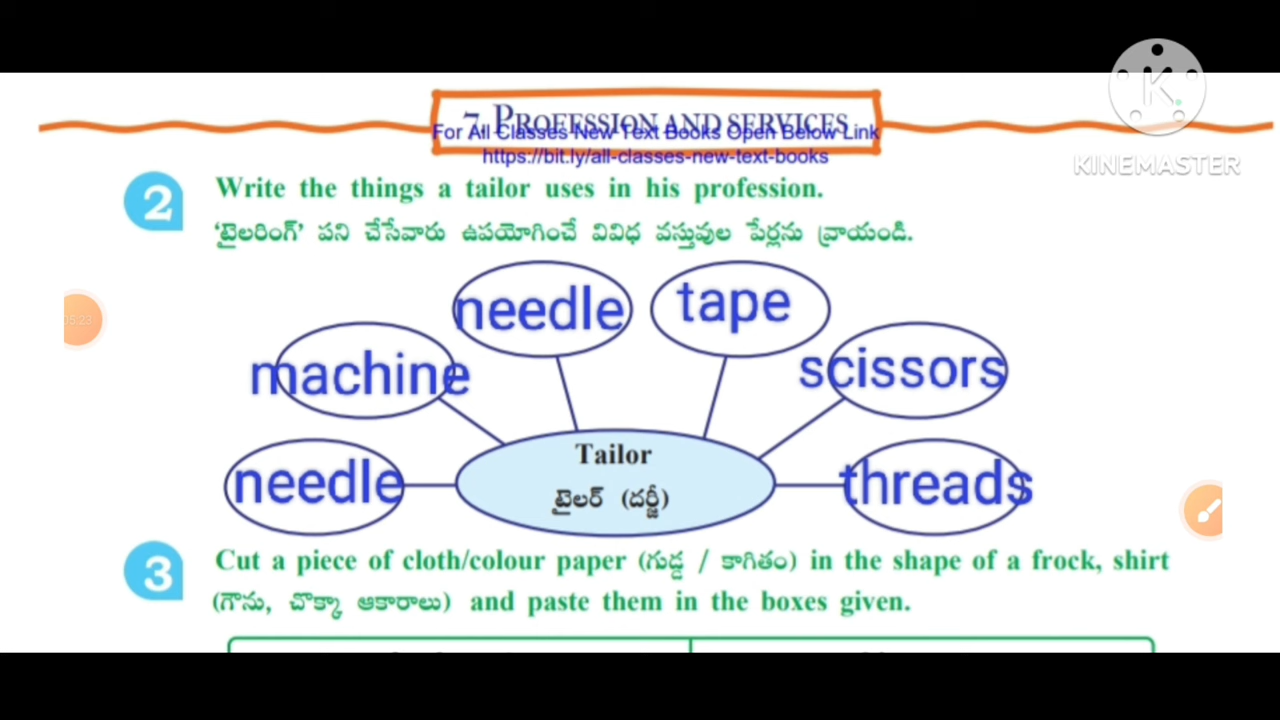 7. PROFESSION AND SERVICES
For All Classes New Text Books Open Below Link
https://bit.ly/all-classes-new-text-books
KINEMASTER
2 Write the things a tailor uses in his profession.
‘టైలరింగ్’ పని చేసేవారు ఉపయోగించే వివిధ వస్తువుల పేర్లను వ్రాయండి.
needle
tape
machine
scissors
needle
Tailor
టైలర్ (దర్జీ)
threads
05:23
3 Cut a piece of cloth/colour paper (గుడ్డ / కాగితం) in the shape of a frock, shirt
(గౌను, చొక్కా ఆకారాలు) and paste them in the boxes given.